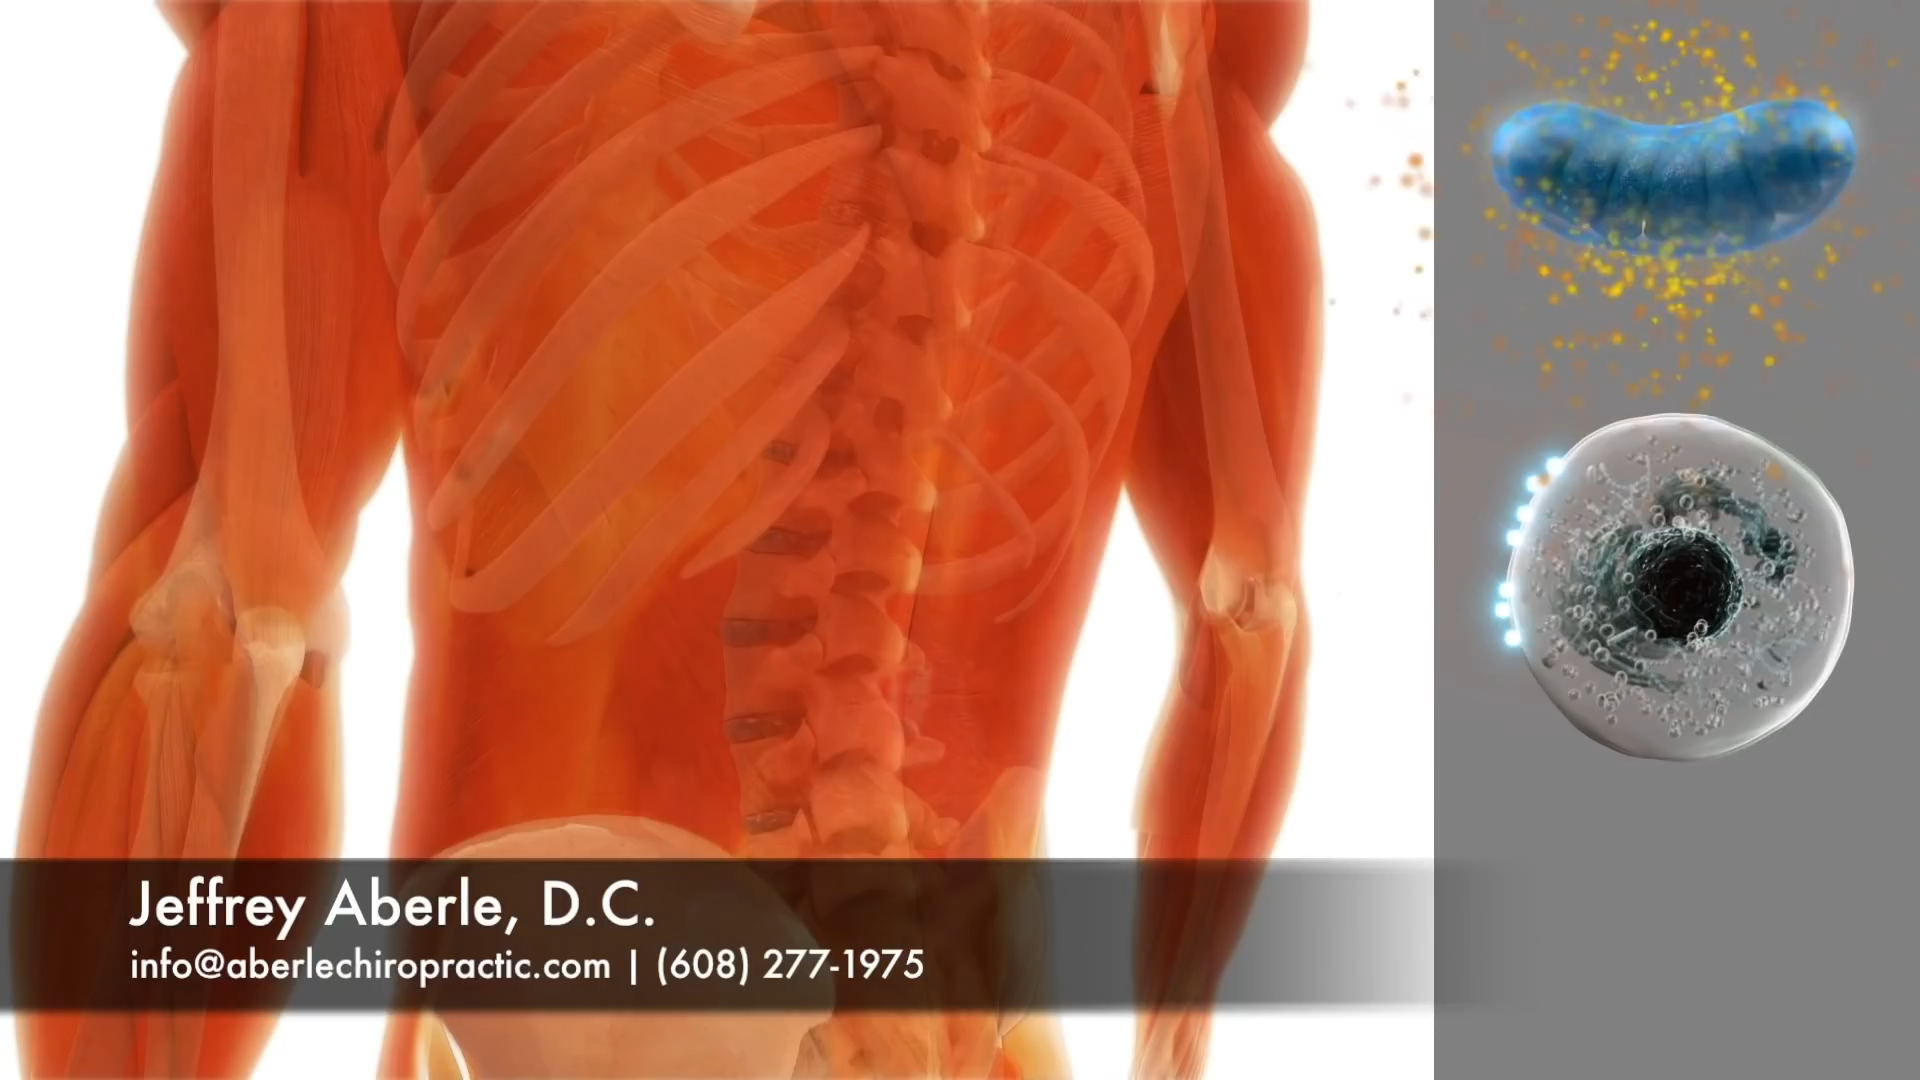 Jeffrey Aberle, D.C.
info@aberlechiropractic.com | (608) 277-1975